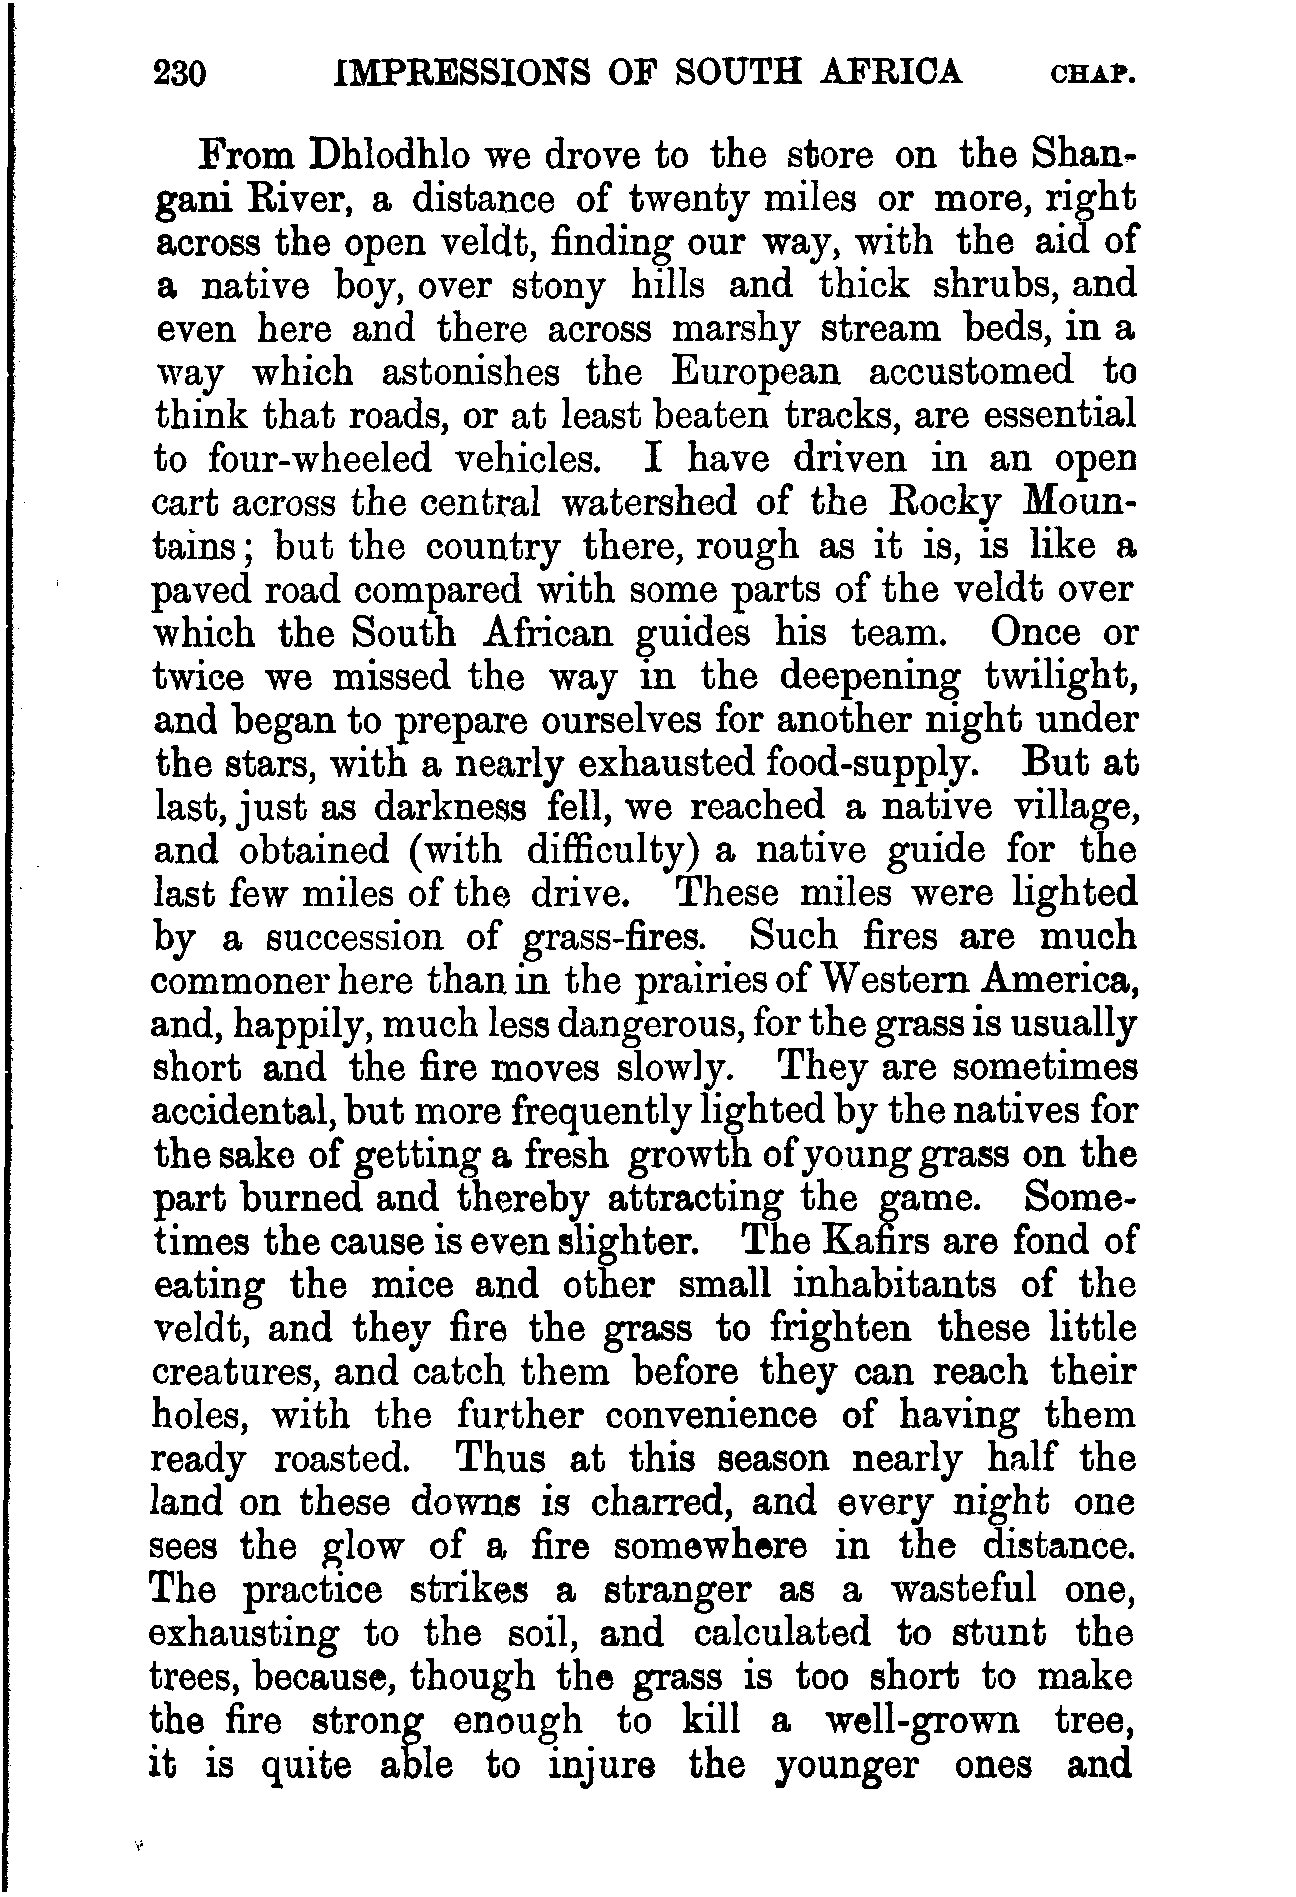 230 IMPRESSIONS OF SOUTH AFRICA CHAP.
From Dhlodhlo we drove to the store on the Shan-
gani River, a distance of twenty miles or more, right
across the open veldt, finding our way, with the aid of
a native boy, over stony hills and thick shrubs, and
even here and there across marshy stream beds, in a
way which astonishes the European accustomed to
think that roads, or at least beaten tracks, are essential
to four-wheeled vehicles. I have driven in an open
cart across the central watershed of the Rocky Moun-
tains; but the country there, rough as it is, is like a
paved road compared with some parts of the veldt over
which the South African guides his team. Once or
twice we missed the way in the deepening twilight,
and began to prepare ourselves for another night under
the stars, with a nearly exhausted food-supply. But at
last, just as darkness fell, we reached a native village,
and obtained (with difficulty) a native guide for the
last few miles of the drive. These miles were lighted
by a succession of grass-fires. Such fires are much
commoner here than in the prairies of Western America,
and, happily, much less dangerous, for the grass is usually
short and the fire moves slowly. They are sometimes
accidental, but more frequently lighted by the natives for
the sake of getting a fresh growth of young grass on the
part burned and thereby attracting the game. Some-
times the cause is even slighter. The Kafirs are fond of
eating the mice and other small inhabitants of the
veldt, and they fire the grass to frighten these little
creatures, and catch them before they can reach their
holes, with the further convenience of having them
ready roasted. Thus at this season nearly half the
land on these downs is charred, and every night one
sees the glow of a fire somewhere in the distance.
The practice strikes a stranger as a wasteful one,
exhausting to the soil, and calculated to stunt the
trees, because, though the grass is too short to make
the fire strong enough to kill a well-grown tree,
it is quite able to injure the younger ones and